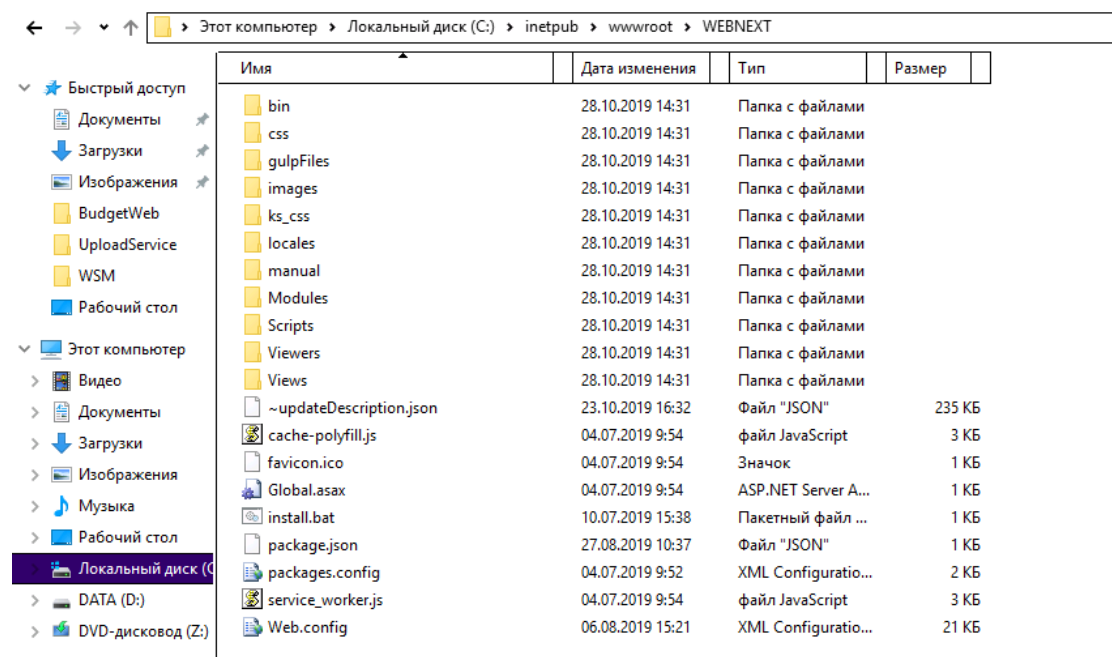 Этот компьютер › Локальный диск (C:) › inetpub › wwwroot › WEBNEXT
Имя Дата изменения Тип Размер
Быстрый доступ
Документы
Загрузки
Изображения
BudgetWeb
UploadService
WSM
Рабочий стол
Этот компьютер
Видео
Документы
Загрузки
Изображения
Музыка
Рабочий стол
Локальный диск (C
DATA (D:)
DVD-дисковод (Z:)
bin 28.10.2019 14:31 Папка с файлами
css 28.10.2019 14:31 Папка с файлами
gulpFiles 28.10.2019 14:31 Папка с файлами
images 28.10.2019 14:31 Папка с файлами
ks_css 28.10.2019 14:31 Папка с файлами
locales 28.10.2019 14:31 Папка с файлами
manual 28.10.2019 14:31 Папка с файлами
Modules 28.10.2019 14:31 Папка с файлами
Scripts 28.10.2019 14:31 Папка с файлами
Viewers 28.10.2019 14:31 Папка с файлами
Views 28.10.2019 14:31 Папка с файлами
~updateDescription.json 23.10.2019 16:32 Файл "JSON" 235 КБ
cache-polyfill.js 04.07.2019 9:54 файл JavaScript 3 КБ
favicon.ico 04.07.2019 9:54 Значок 1 КБ
Global.asax 04.07.2019 9:54 ASP.NET Server A... 1 КБ
install.bat 10.07.2019 15:38 Пакетный файл ... 1 КБ
package.json 27.08.2019 10:37 Файл "JSON" 1 КБ
packages.config 04.07.2019 9:52 XML Configuratio... 2 КБ
service_worker.js 04.07.2019 9:54 файл JavaScript 3 КБ
Web.config 06.08.2019 15:21 XML Configuratio... 21 КБ